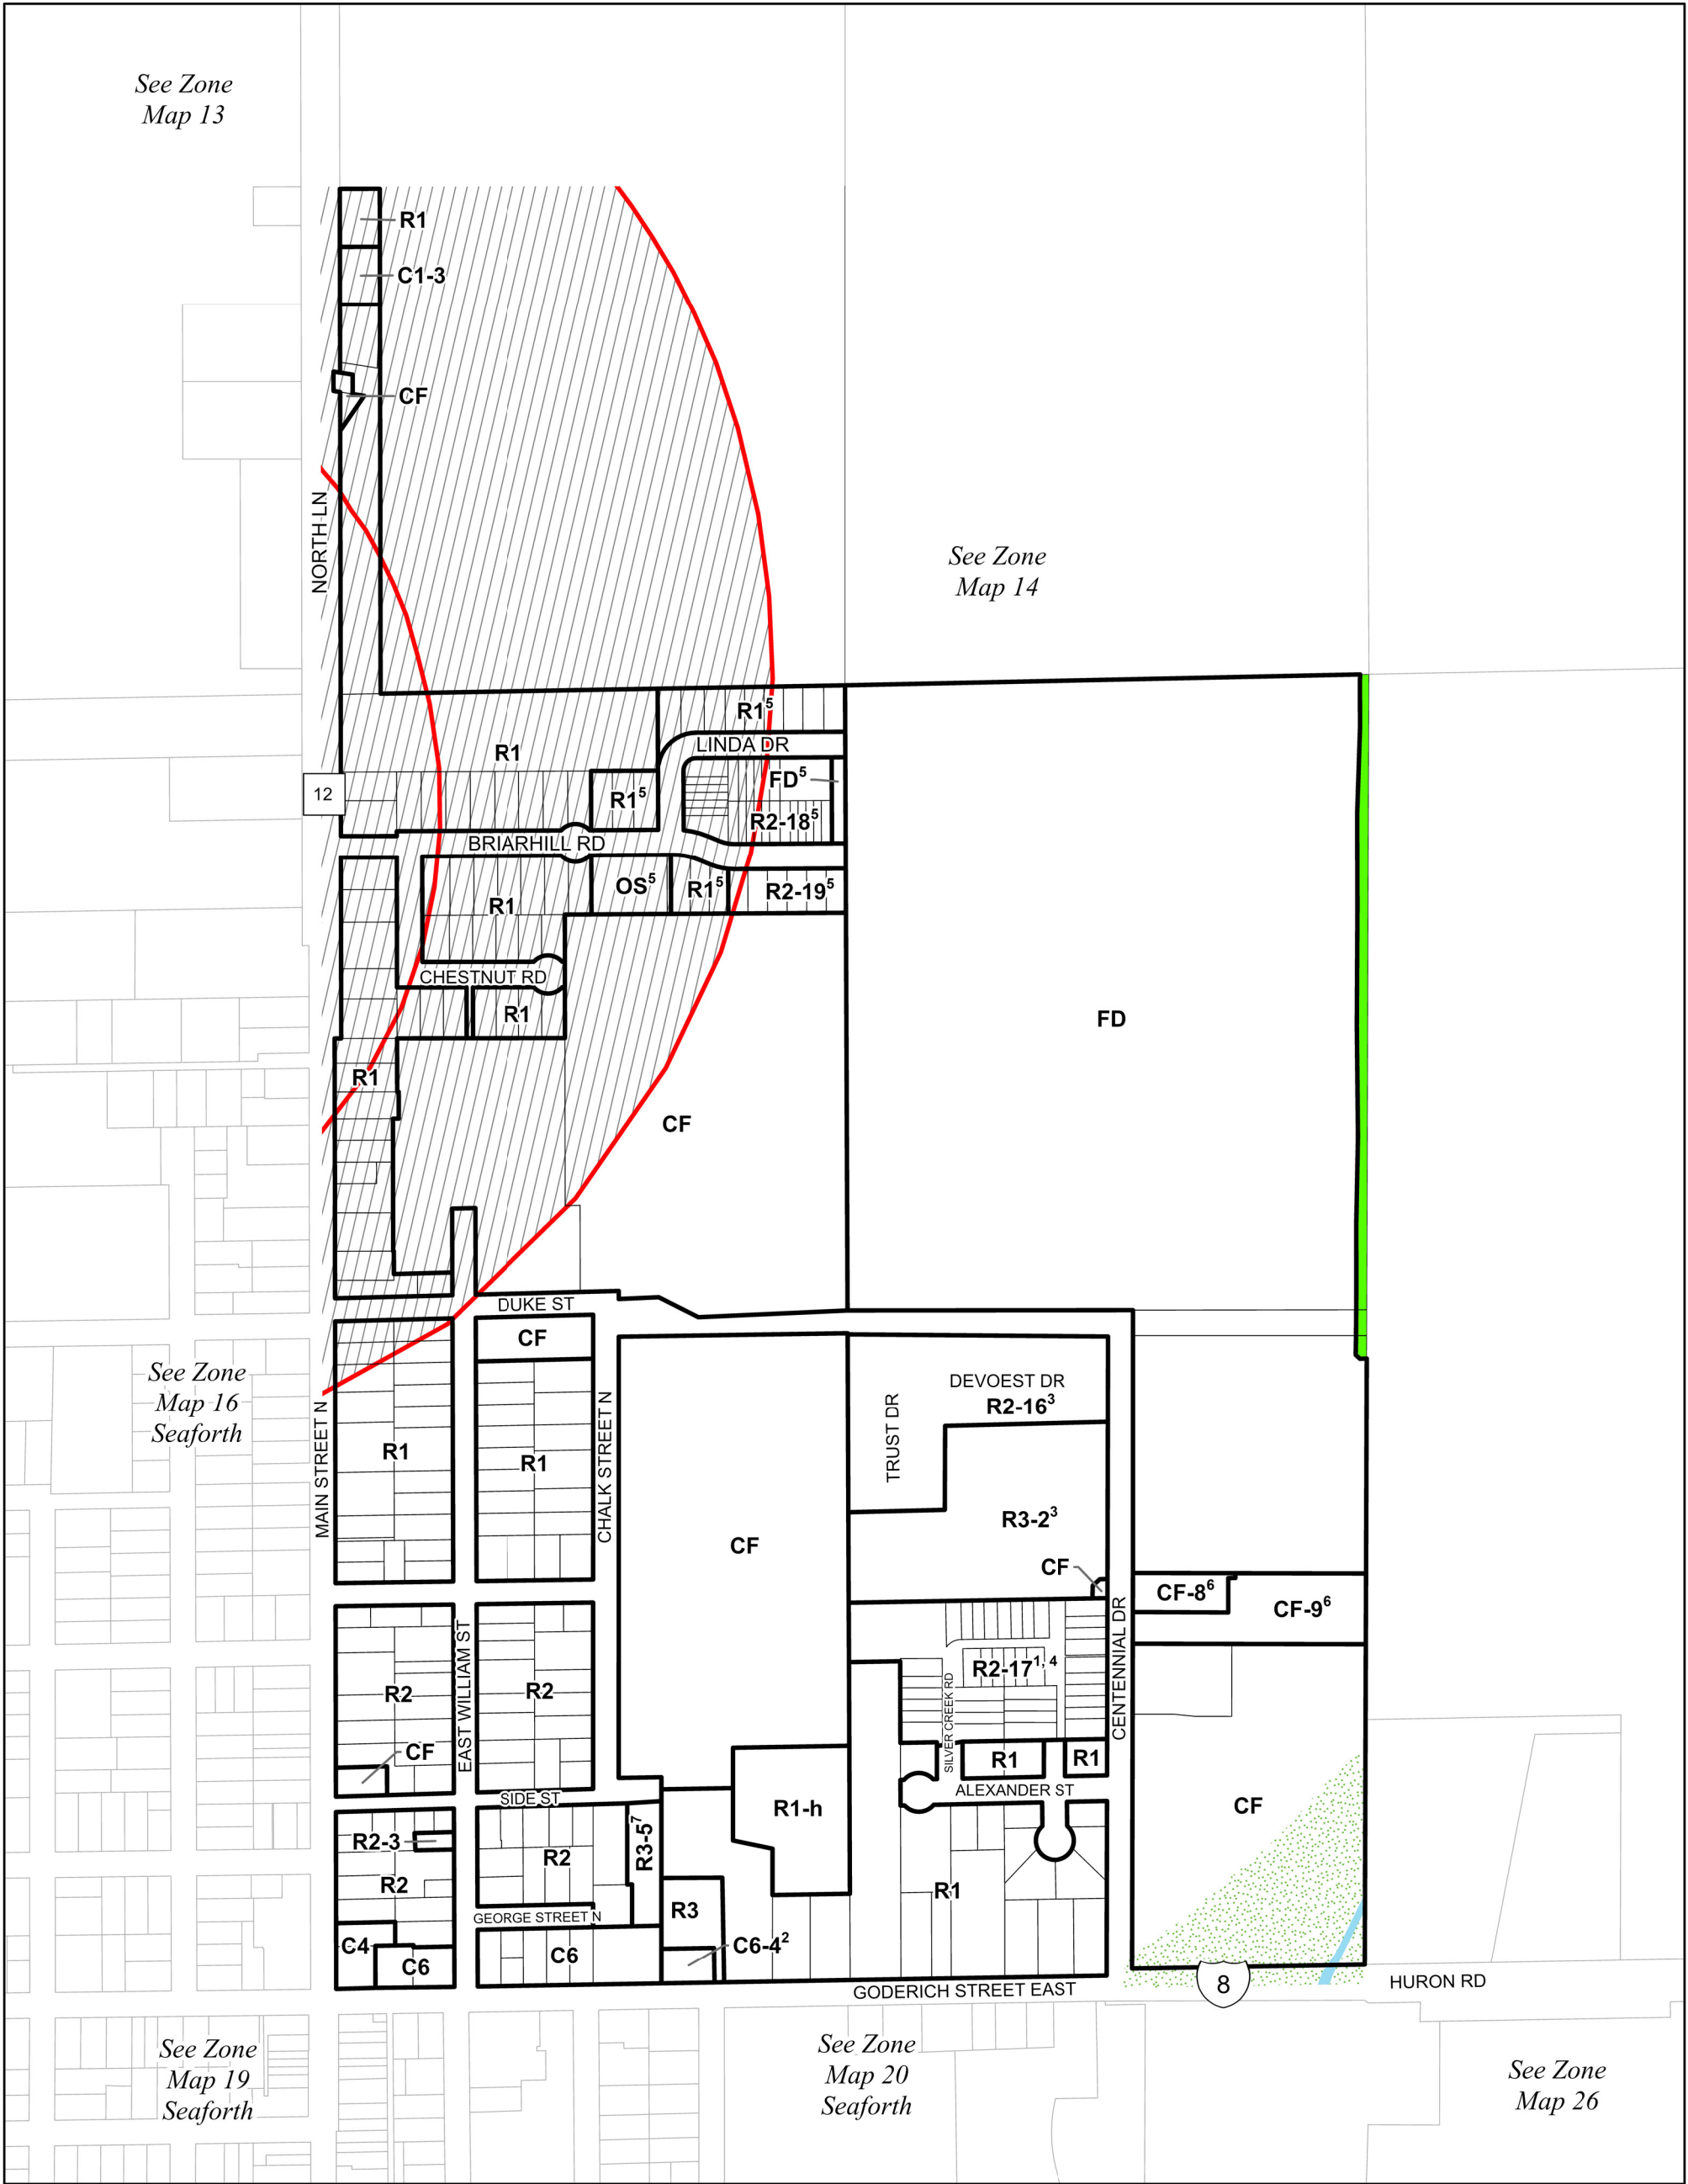 See Zone
Map 13
R1
C1-3
CF
NORTH LN
See Zone
Map 14
R1⁵
LINDA DR
R1
FD⁵
12
R1⁵
R2-18⁵
BRIARHILL RD
OS⁵
R1⁵
R2-19⁵
R1
CHESTNUT RD
R1
FD
R1
CF
DUKE ST
CF
See Zone
Map 16
Seaforth
DEVOEST DR
R2-16³
TRUST DR
MAIN STREET N
R1
R1
CHALK STREET N
R3-2³
CF
CF
CF-8⁶
CF-9⁶
CENTENNIAL DR
R2-17¹,⁴
R2
R2
EAST WILLIAM ST
SILVER CREEK RD
CF
R1
R1
ALEXANDER ST
SIDE ST
R1-h
CF
R2-3
R3-5⁷
R2
R2
R1
R3
GEORGE STREET N
C4
C6
C6
C6-4²
GODERICH STREET EAST
8
HURON RD
See Zone
Map 19
Seaforth
See Zone
Map 20
Seaforth
See Zone
Map 26